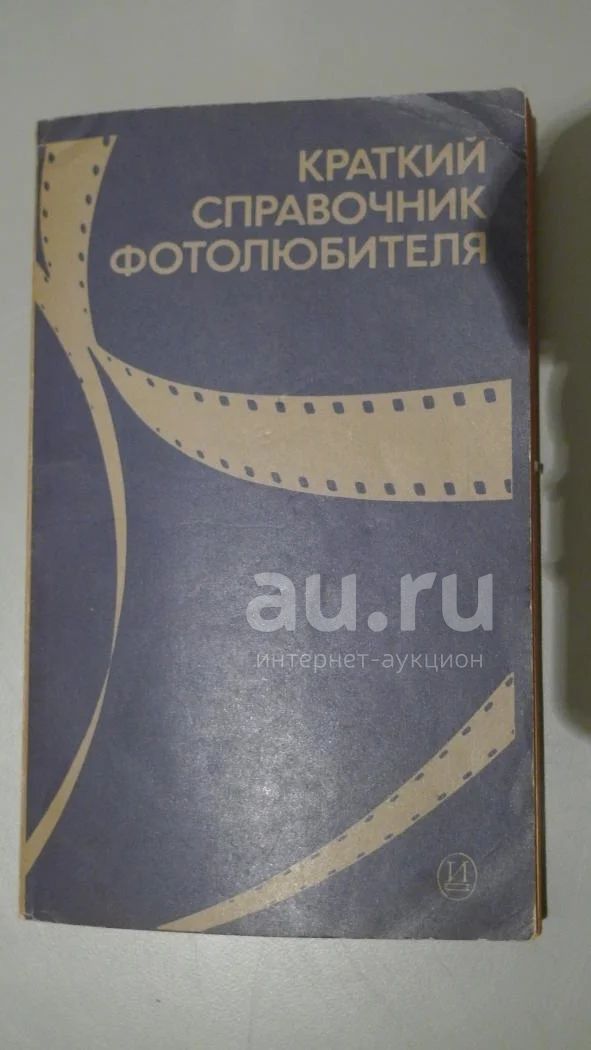 КРАТКИЙ
СПРАВОЧНИК
ФОТОЛЮБИТЕЛЯ
au.ru
интернет-аукцион
И